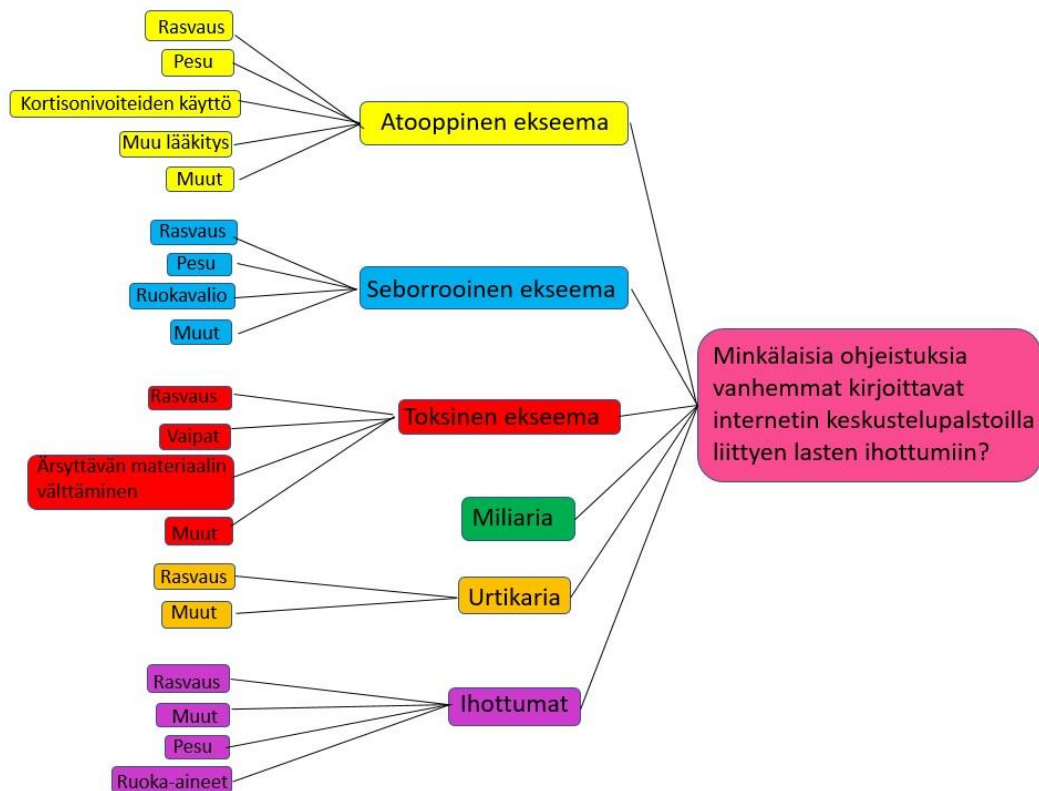 Rasvaus
Pesu
Kortisonivoiteiden käyttö
Muu lääkitys
Muut
Atooppinen ekseema
Rasvaus
Pesu
Ruokavalio
Muut
Seborrooinen ekseema
Rasvaus
Vaipat
Ärsyttävän materiaalin
välttäminen
Muut
Toksinen ekseema
Miliaria
Rasvaus
Muut
Urtikaria
Rasvaus
Muut
Pesu
Ruoka-aineet
Ihottumat
Minkälaisia ohjeistuksia
vanhemmat kirjoittavat
internetin keskustelupalstoilla
liittyen lasten ihottumiin?